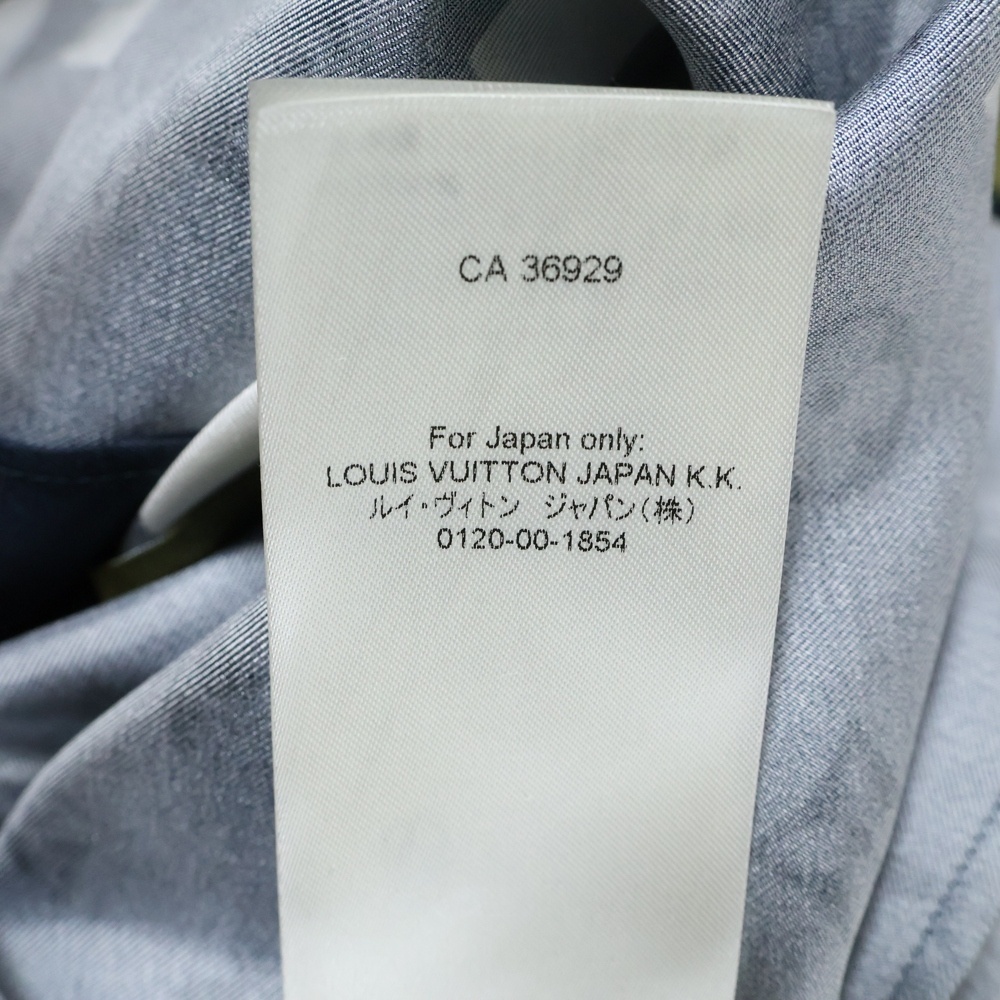 CA 36929
For Japan only:
LOUIS VUITTON JAPAN K.K.
ルイ・ヴィトン　ジャパン(株)
0120-00-1854